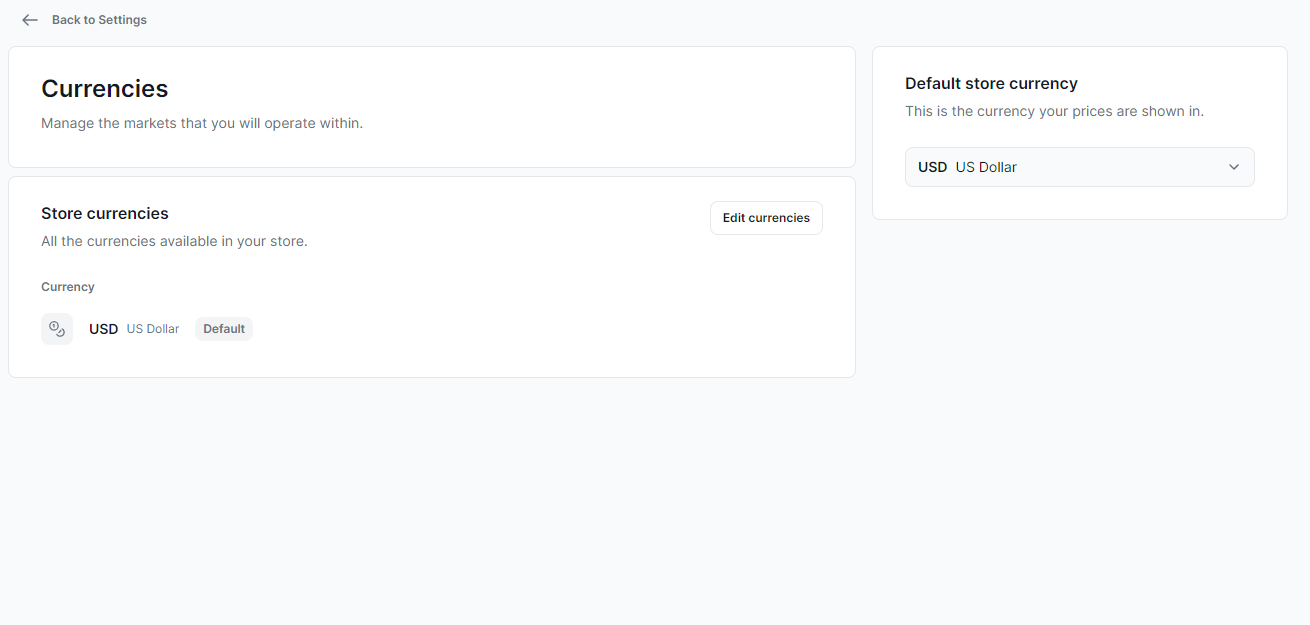 Back to Settings
Currencies
Manage the markets that you will operate within.
Store currencies
All the currencies available in your store.
Edit currencies
Currency
USD US Dollar Default
Default store currency
This is the currency your prices are shown in.
USD US Dollar